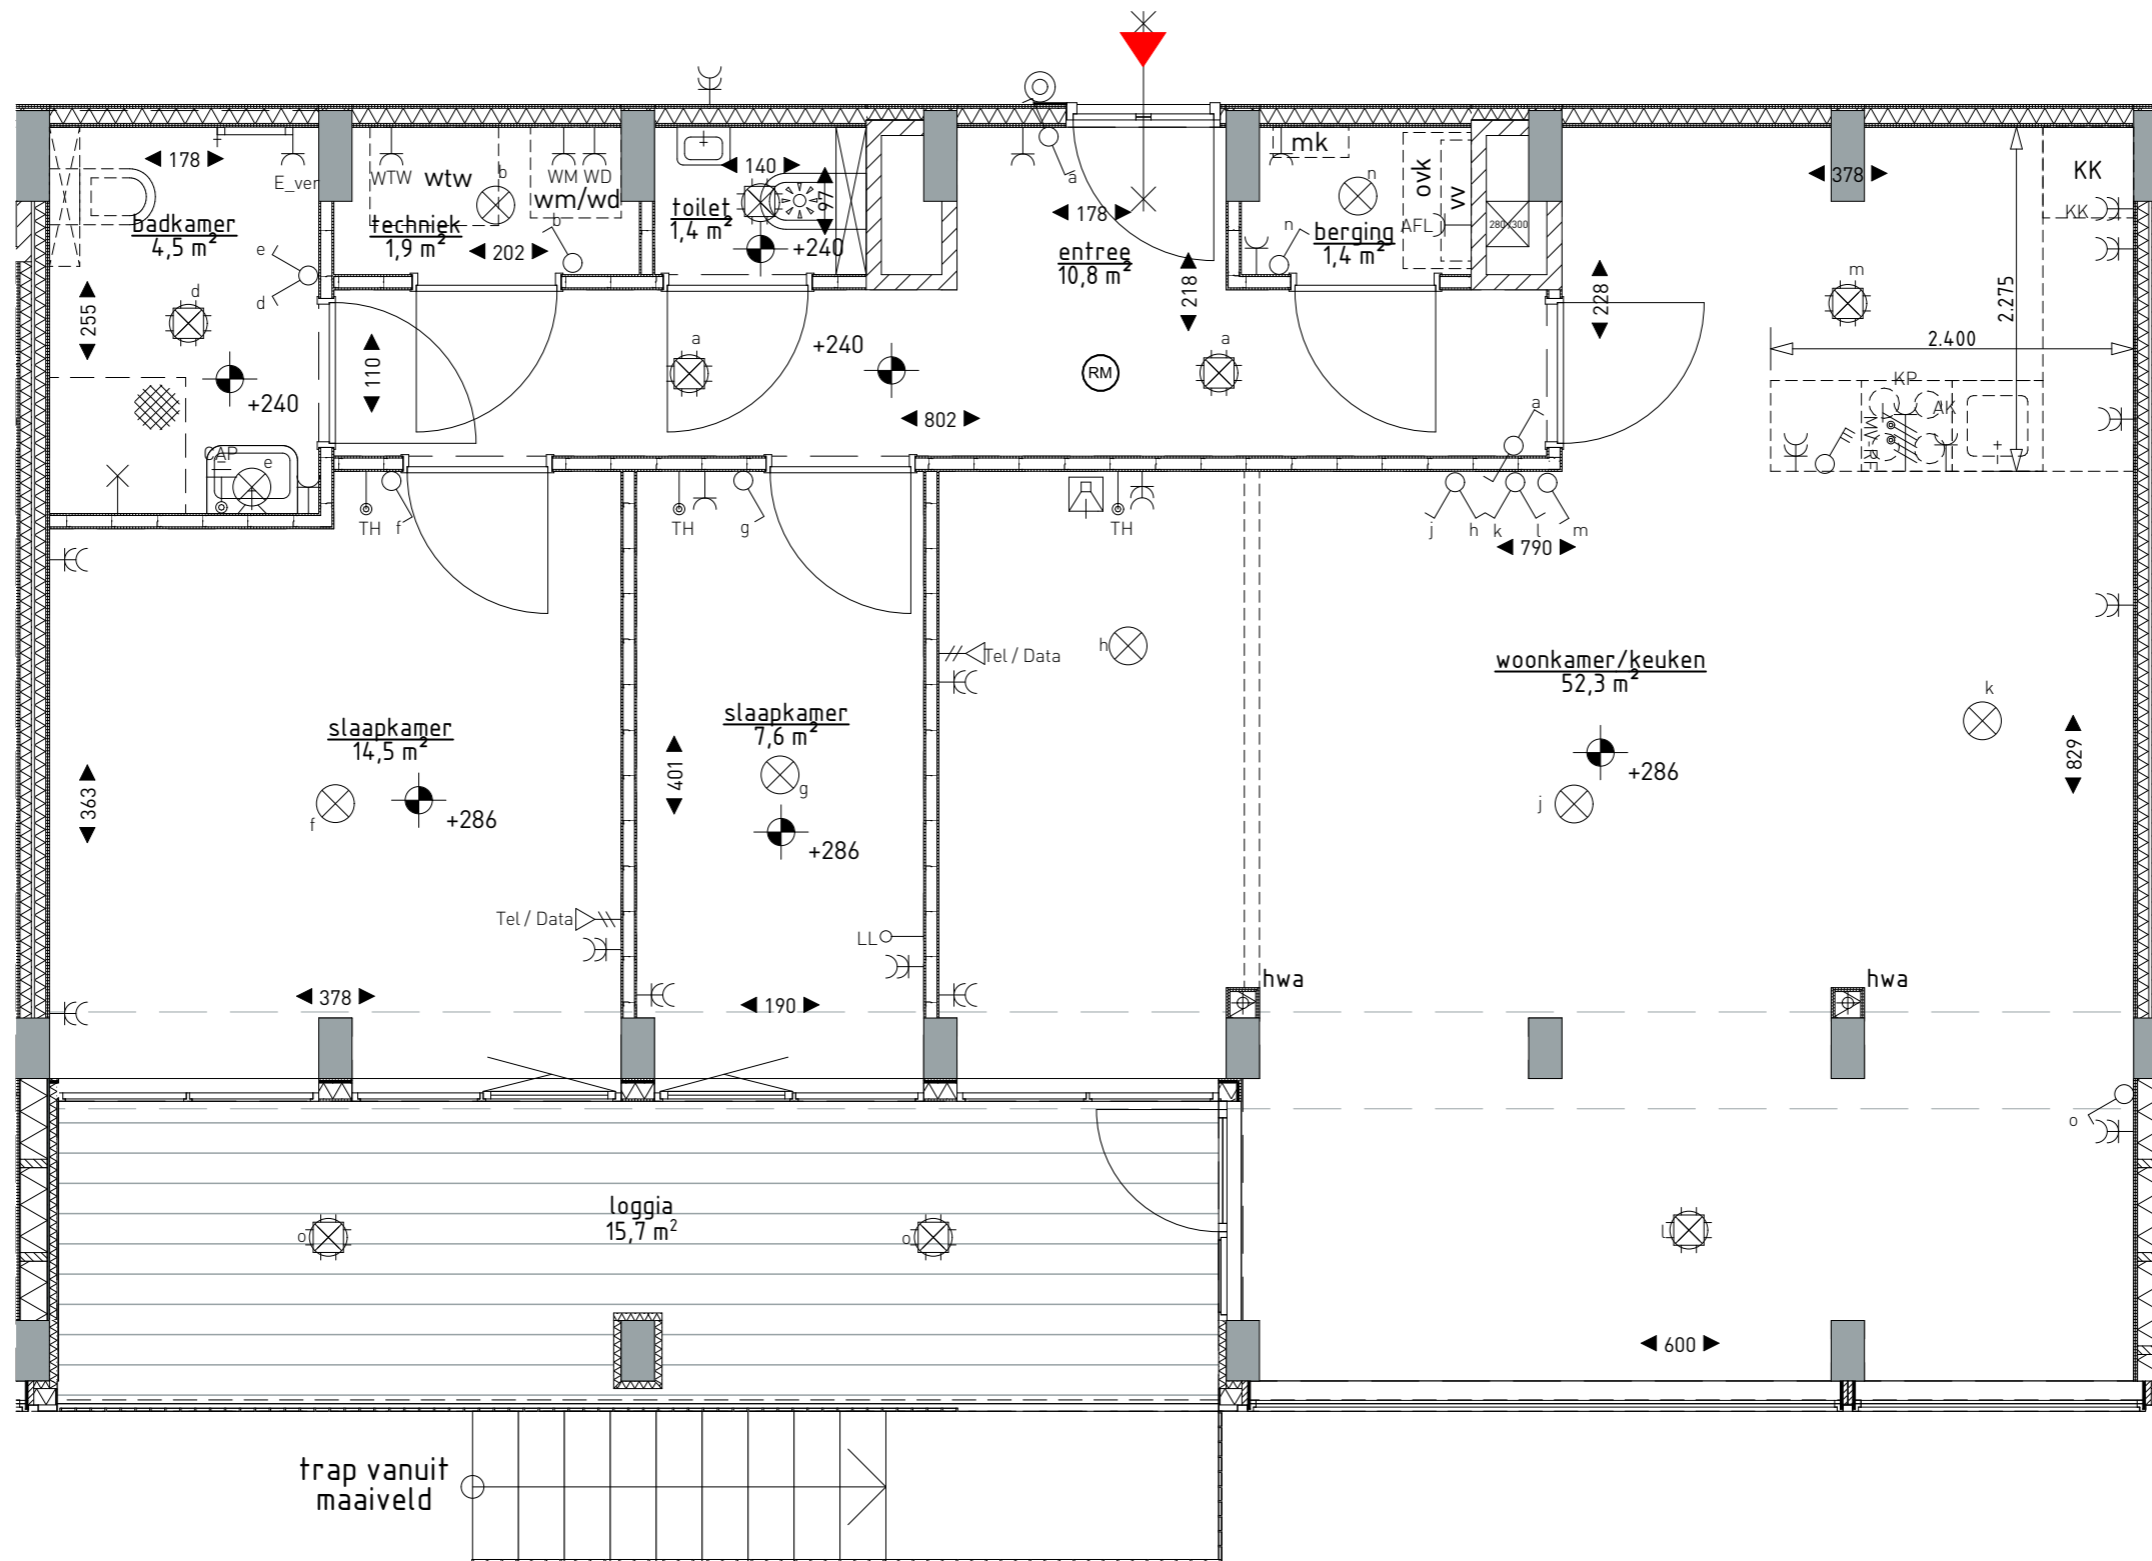 mk
ovk
vv
KK
KK
378
2.275
2.400
178
E_ver
badkamer
4,5 m²
WTW
wtw
b
WM WD
wm/wd
techniek
1,9 m²
b
202
140
97
toilet
1,4 m²
+240
a
178
entree
10,8 m²
218
n
n
berging
1,4 m²
AFL
280/300
228
m
e
d
d
255
+240
110
a
+240
802
RM
a
a
KP
AK
CAP
e
TH
f
TH
g
TH
j
h
k
l
m
790
h
Tel / Data
woonkamer/keuken
52,3 m²
k
829
+286
j
slaapkamer
14,5 m²
363
f
+286
slaapkamer
7,6 m²
401
g
+286
Tel / Data
LL
378
190
hwa
hwa
o
loggia
15,7 m²
o
o
l
600
trap vanuit
maaiveld